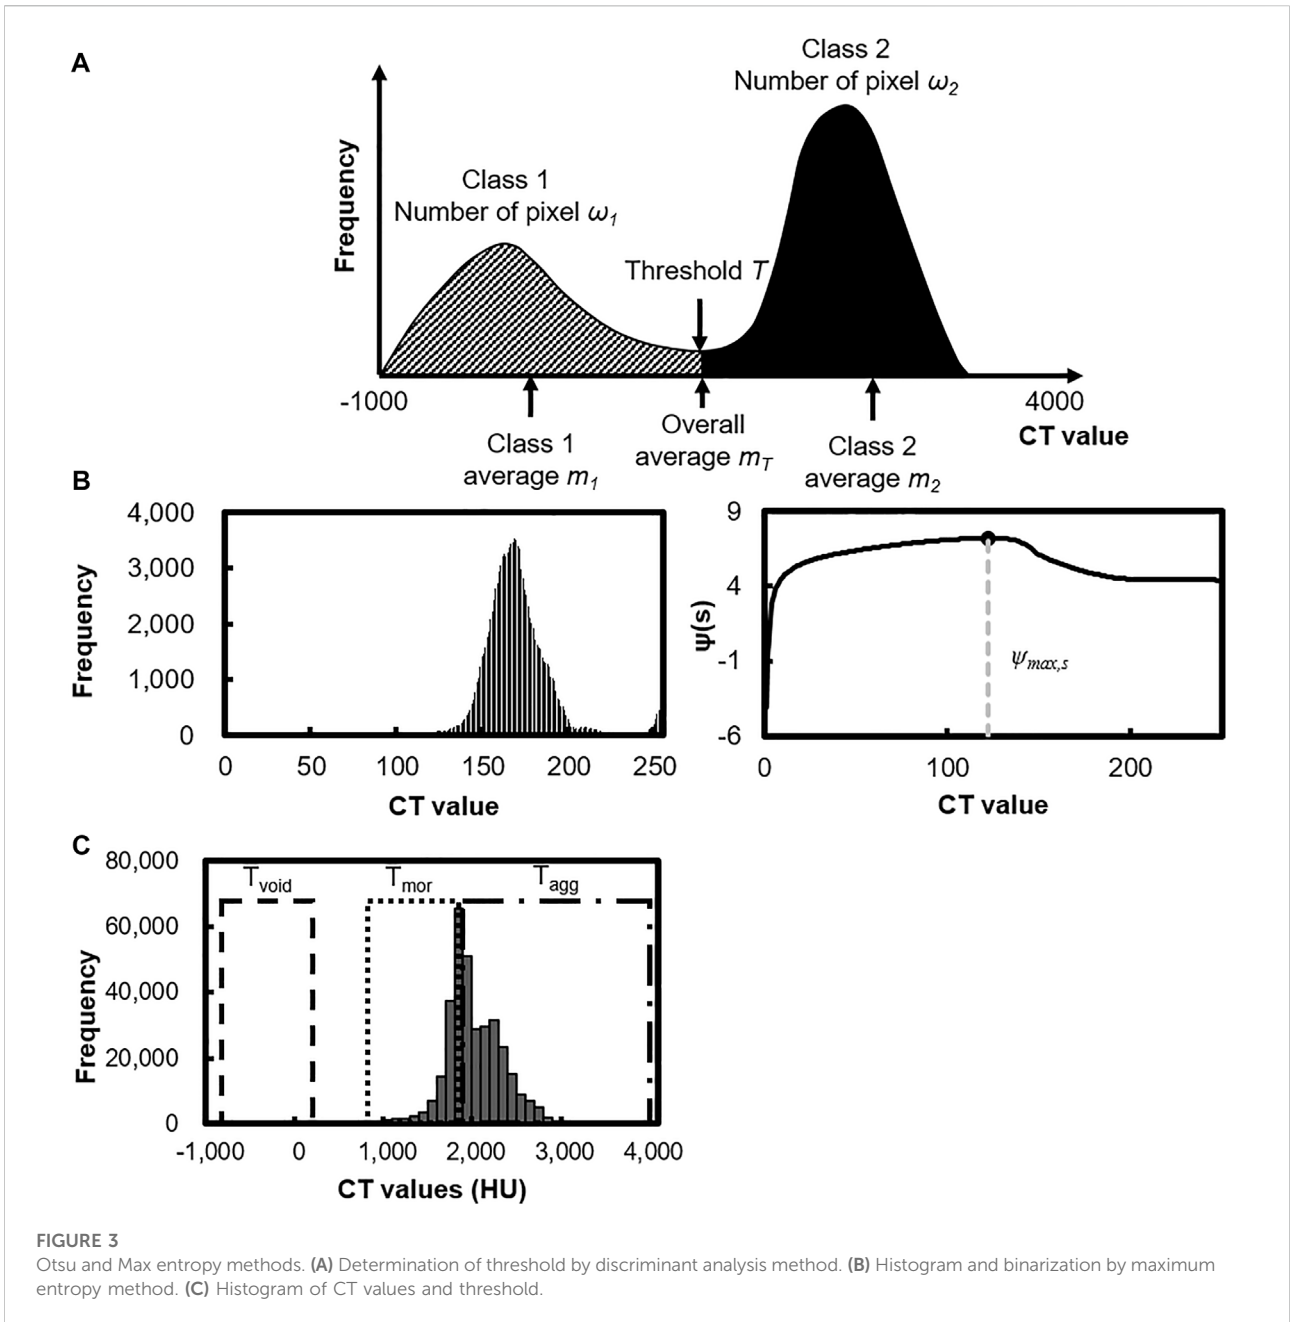 A
Class 2
Number of pixel ω2
Class 1
Number of pixel ω1
Frequency
Threshold T
-1000
4000
CT value
Class 1
average m1
Overall
average mT
Class 2
average m2
B
4,000
3,000
2,000
1,000
0
Frequency
0 50 100 150 200 250
CT value
9
4
-1
-6
ψ(s)
ψmax,s
0 100 200
CT value
C
80,000
60,000
40,000
20,000
0
Frequency
Tvoid
Tmor
Tagg
-1,000 0 1,000 2,000 3,000 4,000
CT values (HU)
FIGURE 3
Otsu and Max entropy methods. (A) Determination of threshold by discriminant analysis method. (B) Histogram and binarization by maximum
entropy method. (C) Histogram of CT values and threshold.